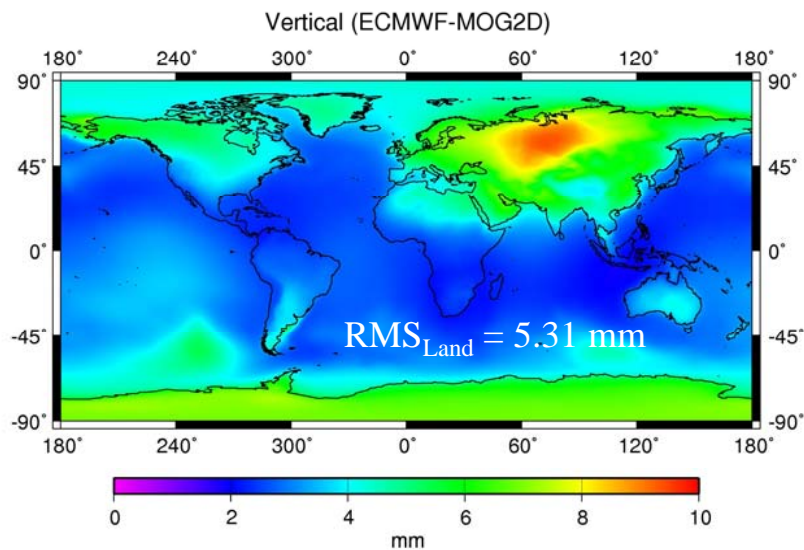 Vertical (ECMWF-MOG2D)
180˚ 240˚ 300˚ 0˚ 60˚ 120˚ 180˚
90˚ 90˚
45˚ 45˚
0˚ 0˚
-45˚ RMS_Land = 5.31 mm -45˚
-90˚ -90˚
180˚ 240˚ 300˚ 0˚ 60˚ 120˚ 180˚
0 2 4 6 8 10
mm